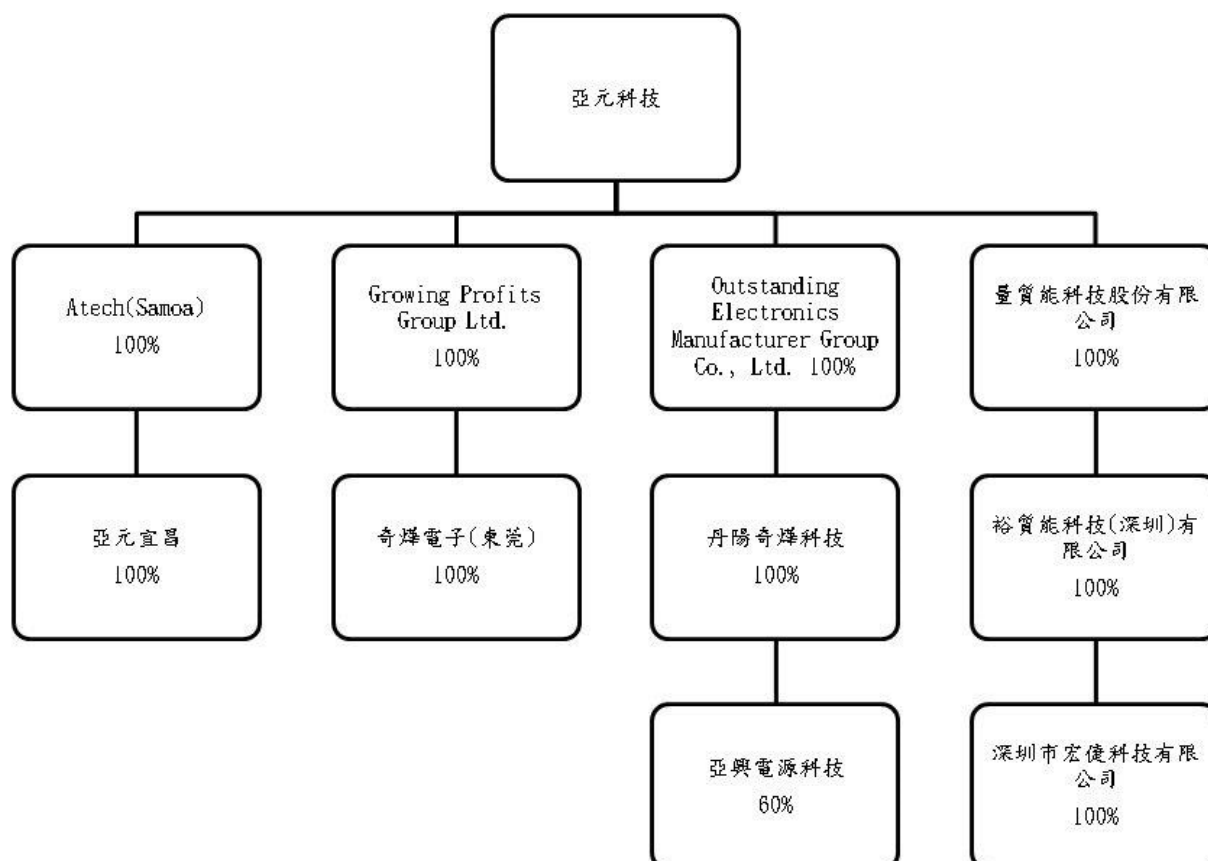 亞元科技
Atech(Samoa)
100%
Growing Profits
Group Ltd.
100%
Outstanding
Electronics
Manufacturer Group
Co., Ltd. 100%
量質能科技股份有限
公司
100%
亞元宜昌
100%
奇燁電子(東莞)
100%
丹陽奇燁科技
100%
裕質能科技(深圳)有
限公司
100%
亞興電源科技
60%
深圳市宏偉科技有限
公司
100%